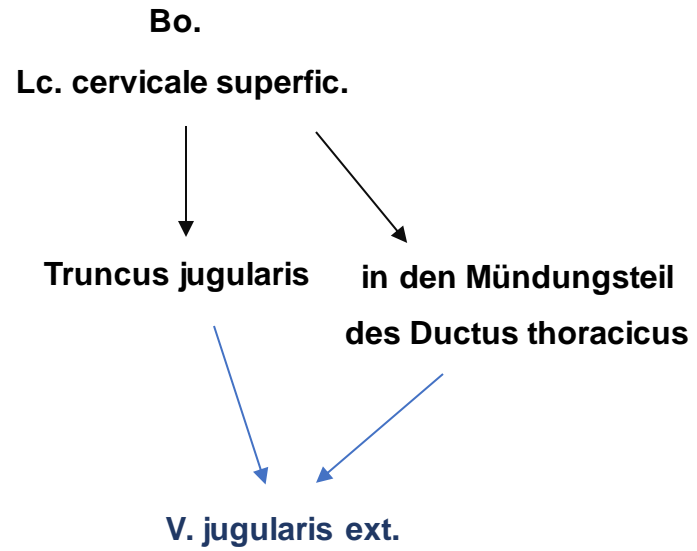 Bo.
Lc. cervicale superfic.
Truncus jugularis
in den Mündungsteil
des Ductus thoracicus
V. jugularis ext.